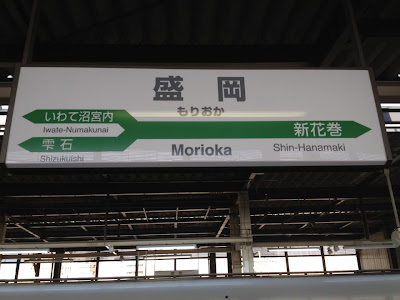 盛岡
もりおか
いわて沼宮内
Iwate-Numakunai
雫石
Shizukuishi
Morioka
新花巻
Shin-Hanamaki